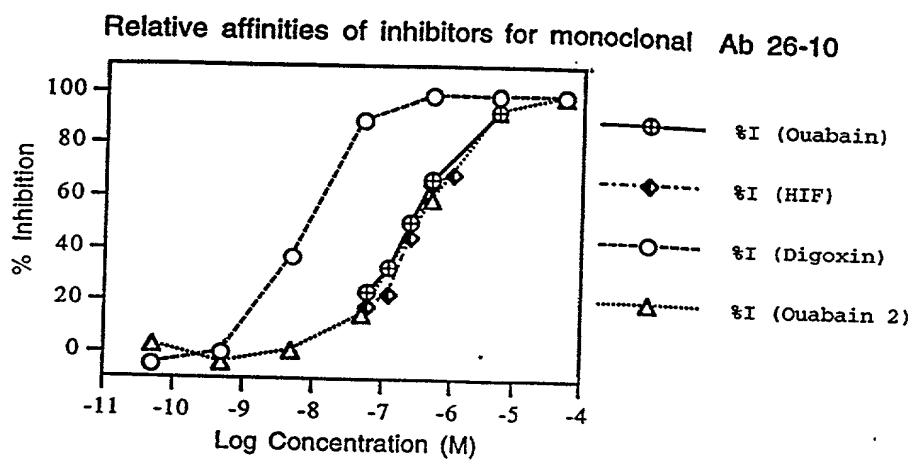 Relative affinities of inhibitors for monoclonal Ab 26-10
% Inhibition
100
80
60
40
20
0
-11 -10 -9 -8 -7 -6 -5 -4
Log Concentration (M)
%I (Ouabain)
%I (HIF)
%I (Digoxin)
%I (Ouabain 2)